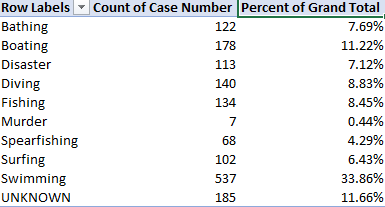 Row Labels Count of Case Number Percent of Grand Total
Bathing 122 7.69%
Boating 178 11.22%
Disaster 113 7.12%
Diving 140 8.83%
Fishing 134 8.45%
Murder 7 0.44%
Spearfishing 68 4.29%
Surfing 102 6.43%
Swimming 537 33.86%
UNKNOWN 185 11.66%